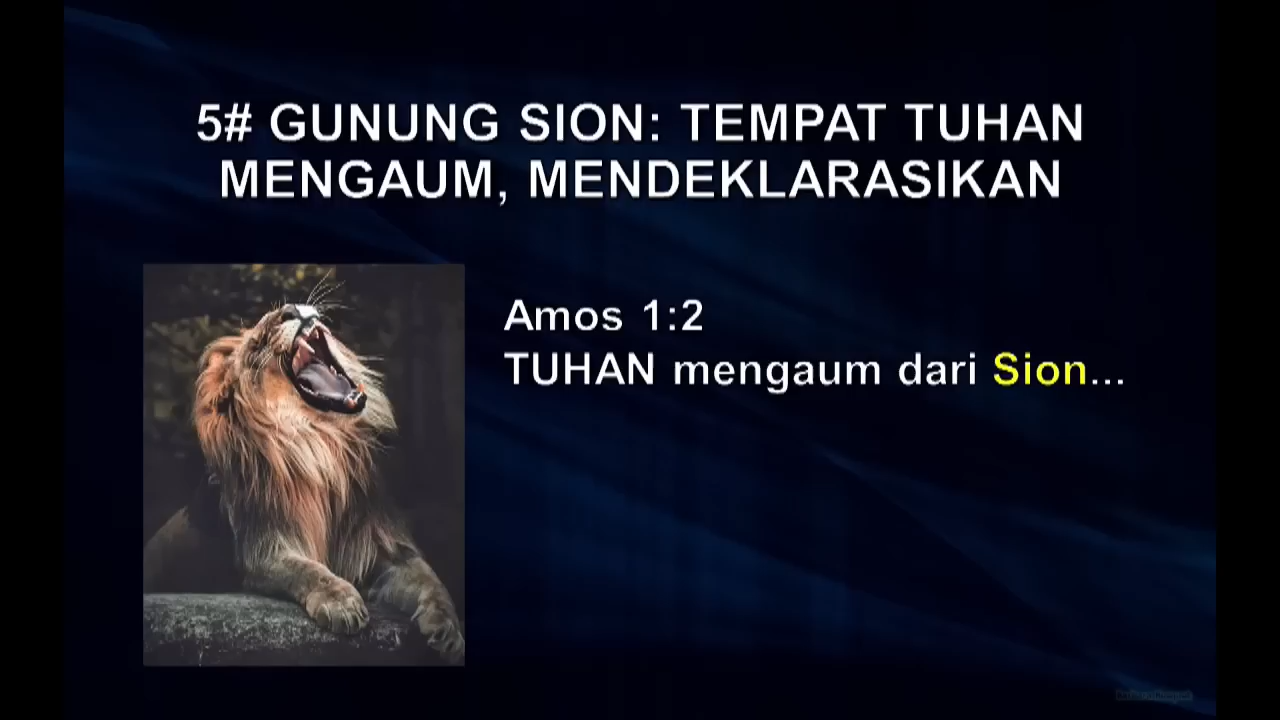 5# GUNUNG SION: TEMPAT TUHAN
MENGAUM, MENDEKLARASIKAN
Amos 1:2
TUHAN mengaum dari Sion...